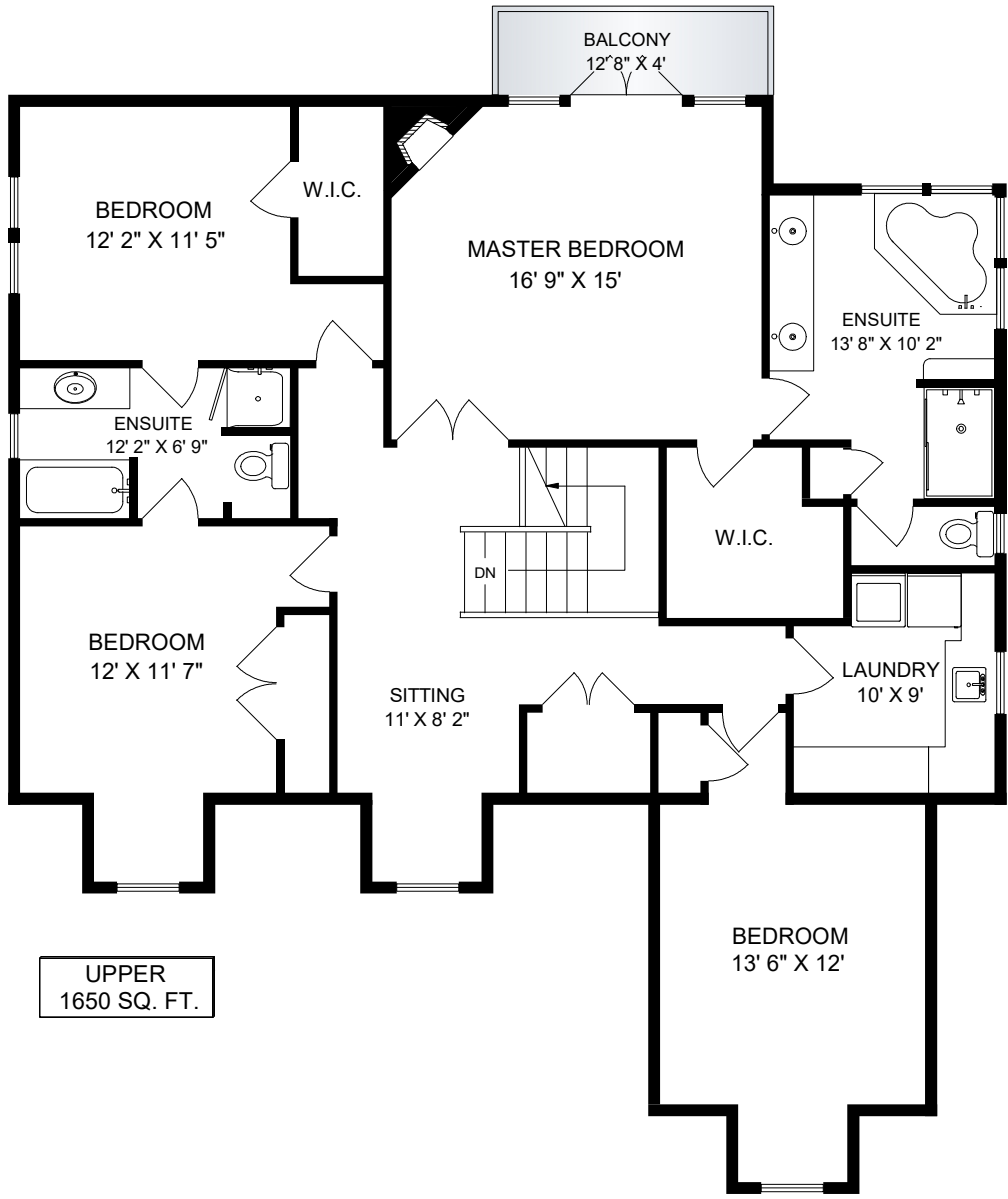 BALCONY
12' 8" X 4'
BEDROOM
12' 2" X 11' 5"
W.I.C.
MASTER BEDROOM
16' 9" X 15'
ENSUITE
13' 8" X 10' 2"
ENSUITE
12' 2" X 6' 9"
W.I.C.
DN
BEDROOM
12' X 11' 7"
SITTING
11' X 8' 2"
LAUNDRY
10' X 9'
BEDROOM
13' 6" X 12'
UPPER
1650 SQ. FT.